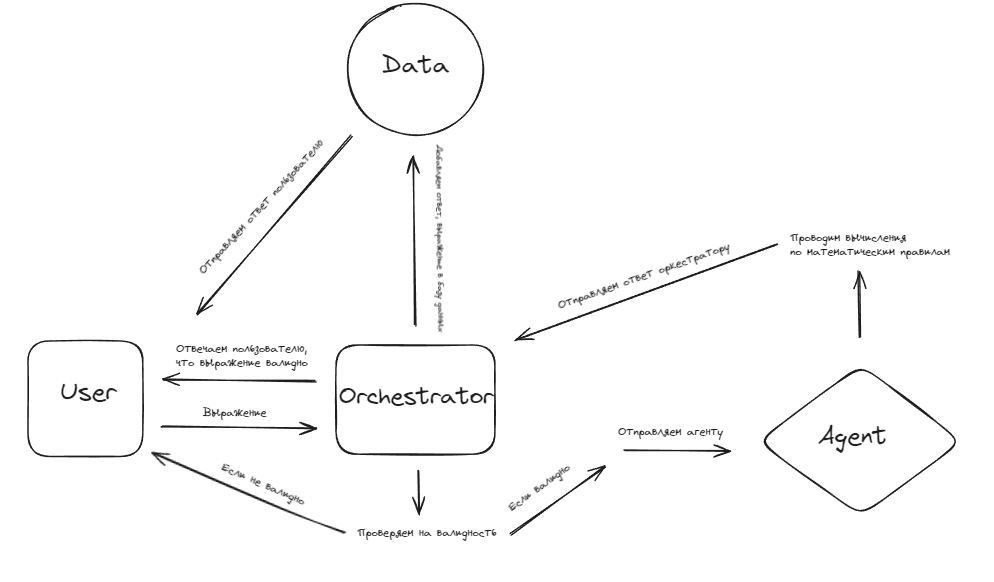 Data
Отправляем ответ пользователю
Добавляем ответ, выражение в базу данных
Проводим вычисления
по математическим правилам
Отправляем ответ оркестратору
Отвечаем пользователю,
что выражение валидно
User
Orchestrator
Выражение
Отправляем агенту
Agent
Если не валидно
Если валидно
Проверяем на валидность